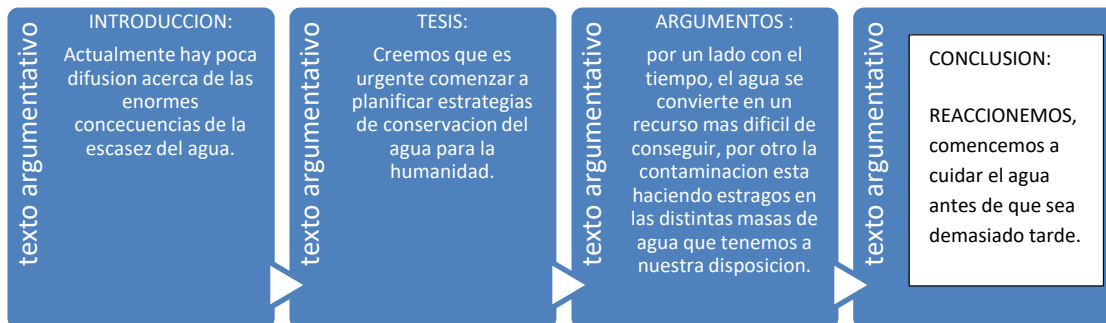 texto argumentativo
INTRODUCCION:
Actualmente hay poca
difusion acerca de las
enormes
concecuencias de la
escasez del agua.
texto argumentativo
TESIS:
Creemos que es
urgente comenzar a
planificar estrategias
de conservacion del
agua para la
humanidad.
texto argumentativo
ARGUMENTOS :
por un lado con el
tiempo, el agua se
convierte en un
recurso mas dificil de
conseguir, por otro la
contaminacion esta
haciendo estragos en
las distintas masas de
agua que tenemos a
nuestra disposicion.
texto argumentativo
CONCLUSION:
REACCIONEMOS,
comencemos a
cuidar el agua
antes de que sea
demasiado tarde.